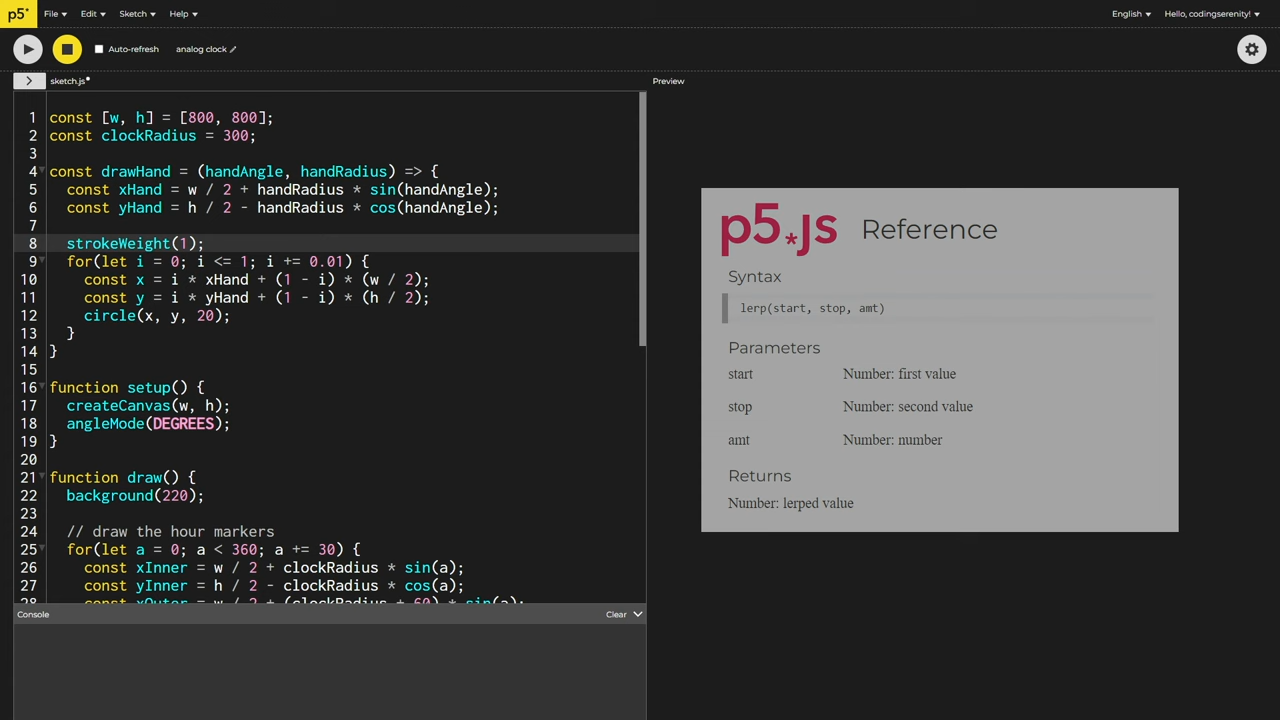 p5* File Edit Sketch Help English Hello, codingserenity!
Auto-refresh analog clock
sketch.js Preview
1 const [w, h] = [800, 800];
2 const clockRadius = 300;
3
4 const drawHand = (handAngle, handRadius) => {
5 const xHand = w / 2 + handRadius * sin(handAngle);
6 const yHand = h / 2 - handRadius * cos(handAngle);
7
8 strokeWeight(1);
9 for(let i = 0; i <= 1; i += 0.01) {
10 const x = i * xHand + (1 - i) * (w / 2);
11 const y = i * yHand + (1 - i) * (h / 2);
12 circle(x, y, 20);
13 }
14 }
15
16 function setup() {
17 createCanvas(w, h);
18 angleMode(DEGREES);
19 }
20
21 function draw() {
22 background(220);
23
24 // draw the hour markers
25 for(let a = 0; a < 360; a += 30) {
26 const xInner = w / 2 + clockRadius * sin(a);
27 const yInner = h / 2 - clockRadius * cos(a);
28 const xOuter = w / 2 + (clockRadius + 60) * sin(a);
Console Clear
p5*js Reference
Syntax
lerp(start, stop, amt)
Parameters
start Number: first value
stop Number: second value
amt Number: number
Returns
Number: lerped value